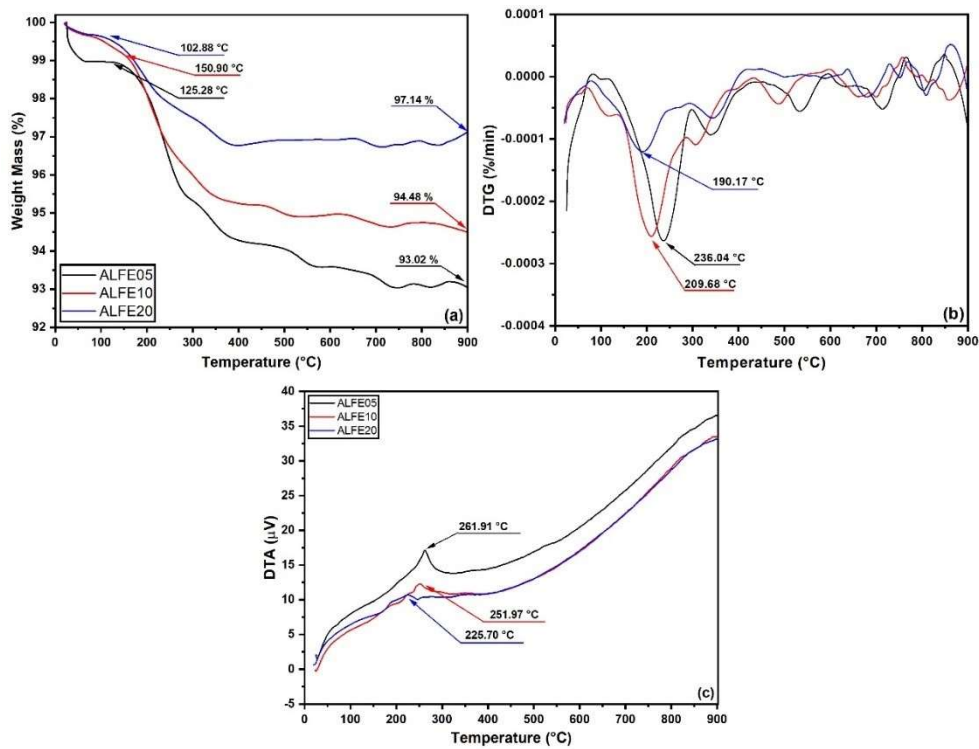 100
99
98
97
96
95
94
93
92
Weight Mass (%)
102.88 °C
150.90 °C
125.28 °C
97.14 %
94.48 %
93.02 %
ALFE05
ALFE10
ALFE20
(a)
0 100 200 300 400 500 600 700 800 900
Temperature (°C)
0.0001
0.0000
-0.0001
-0.0002
-0.0003
-0.0004
DTG (%/min)
190.17 °C
236.04 °C
209.68 °C
(b)
0 100 200 300 400 500 600 700 800 900
Temperature (°C)
40
35
30
25
20
15
10
5
0
-5
DTA (µV)
ALFE05
ALFE10
ALFE20
261.91 °C
251.97 °C
225.70 °C
(c)
0 100 200 300 400 500 600 700 800 900
Temperature (°C)